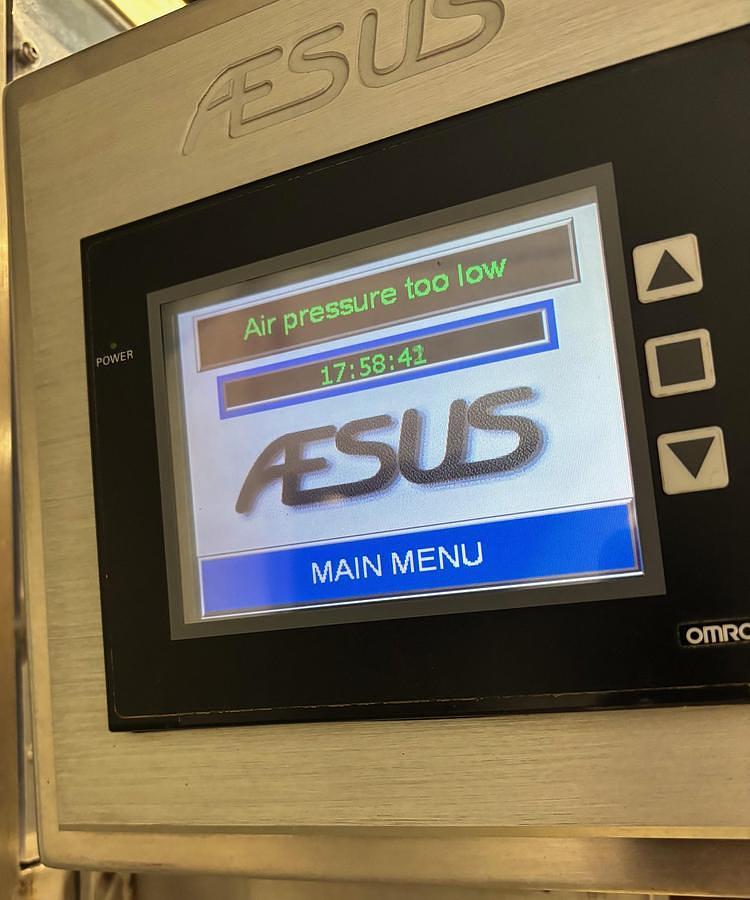 ÆSUS
Air pressure too low
POWER
17:58:41
ÆSUS
MAIN MENU
OMRO